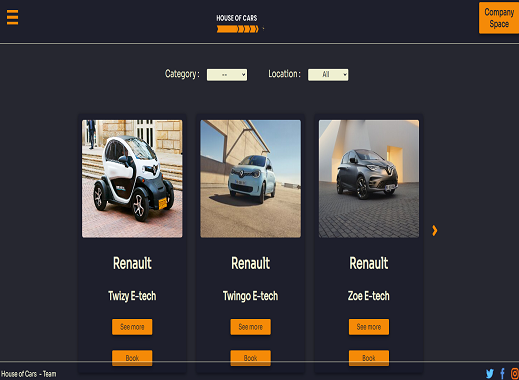 HOUSE OF CARS
Company
Space
Category : -- Location : All
Renault Renault Renault
Twizy E-tech Twingo E-tech Zoe E-tech
See more See more See more
Book Book Book
House of Cars - Team